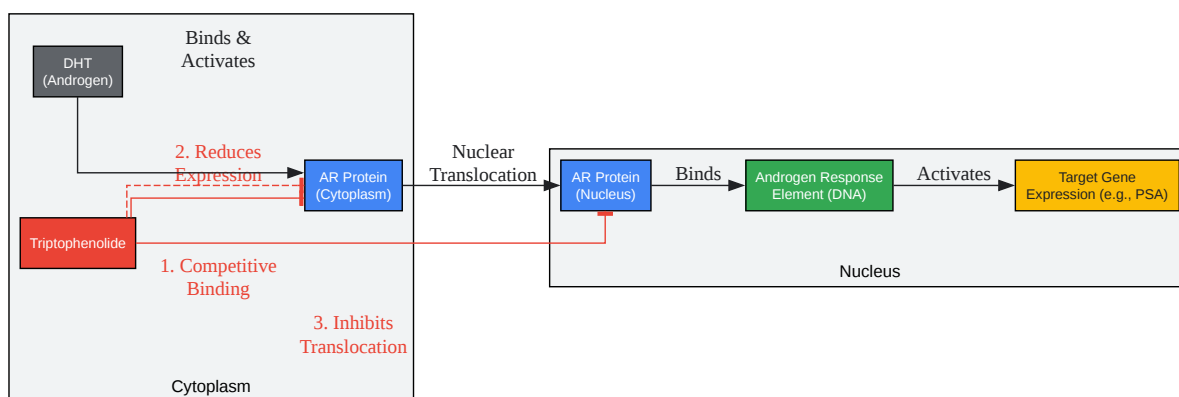 Binds &
Activates
DHT
(Androgen)
2. Reduces
Expression
AR Protein
(Cytoplasm)
Triptophenolide
1. Competitive
Binding
3. Inhibits
Translocation
Cytoplasm
Nuclear
Translocation
AR Protein
(Nucleus)
Binds
Androgen Response
Element (DNA)
Activates
Target Gene
Expression (e.g., PSA)
Nucleus